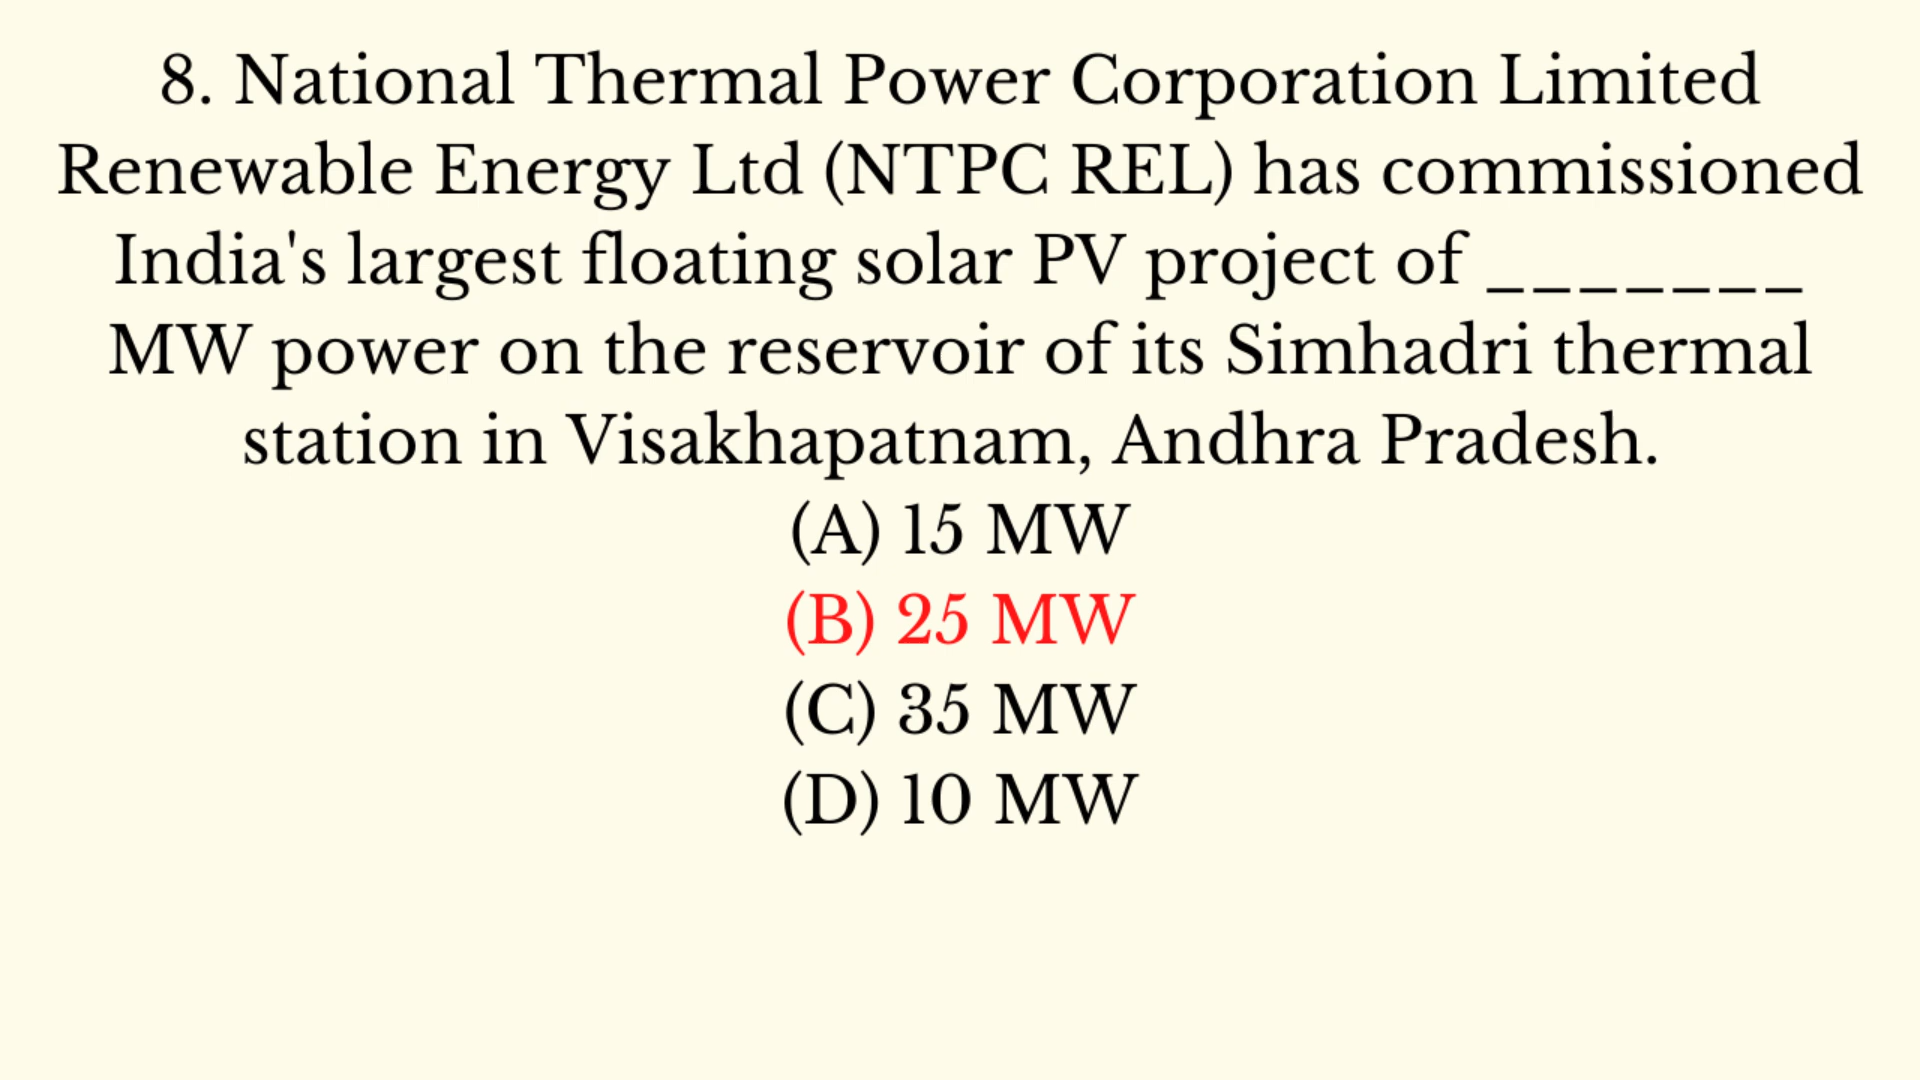 8. National Thermal Power Corporation Limited
Renewable Energy Ltd (NTPC REL) has commissioned
India's largest floating solar PV project of _______
MW power on the reservoir of its Simhadri thermal
station in Visakhapatnam, Andhra Pradesh.
(A) 15 MW
(B) 25 MW
(C) 35 MW
(D) 10 MW